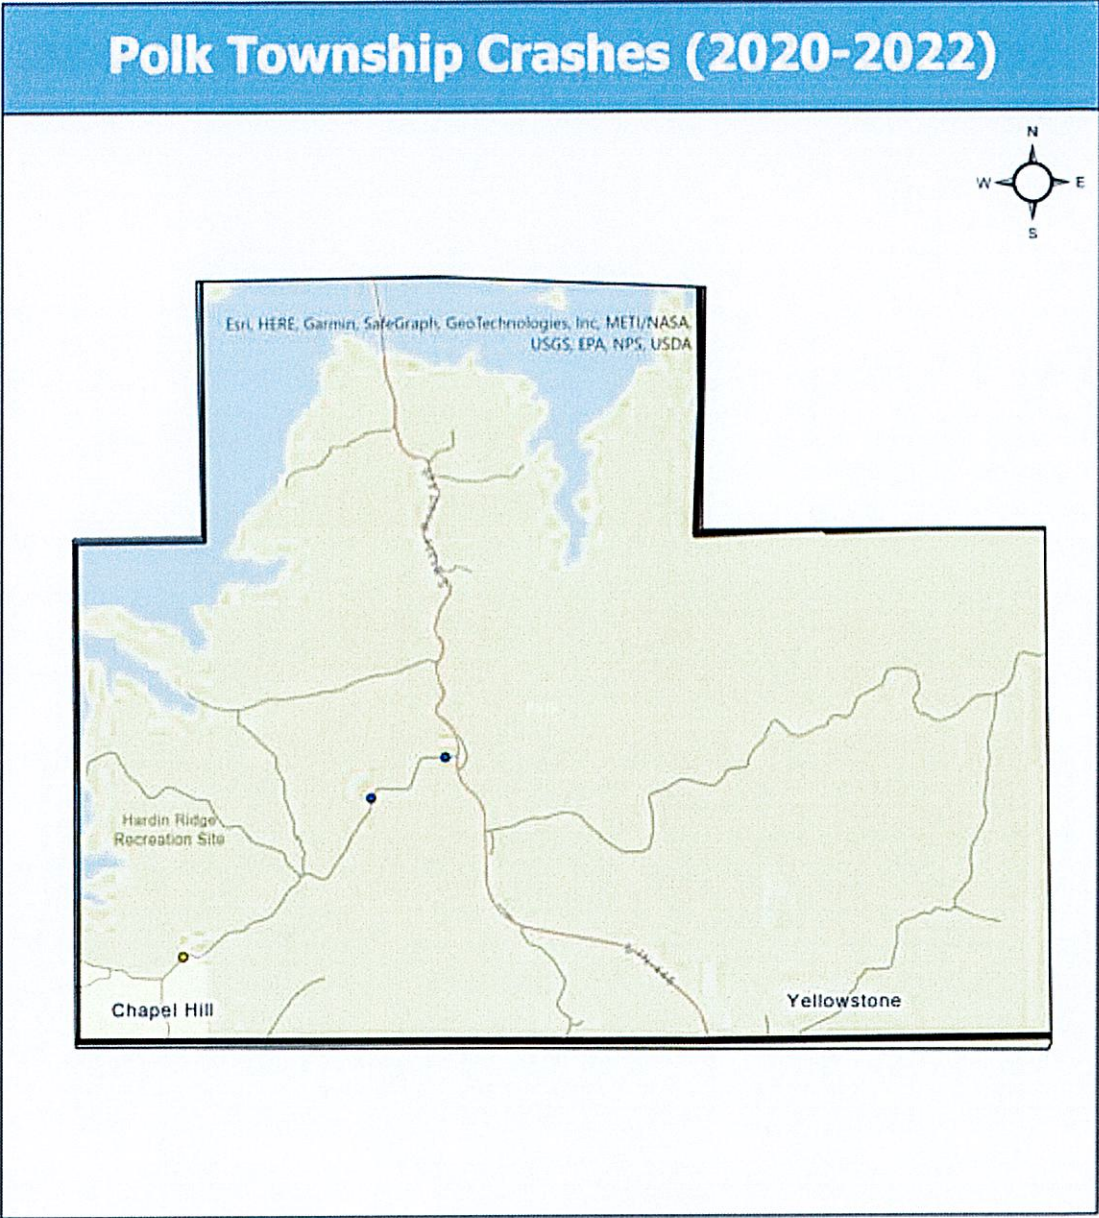 Polk Township Crashes (2020-2022)
N
W E
S
Esri, HERE, Garmin, SafeGraph, GeoTechnologies, Inc, METI/NASA,
USGS, EPA, NPS, USDA
Hardin Ridge
Recreation Site
Chapel Hill
Yellowstone